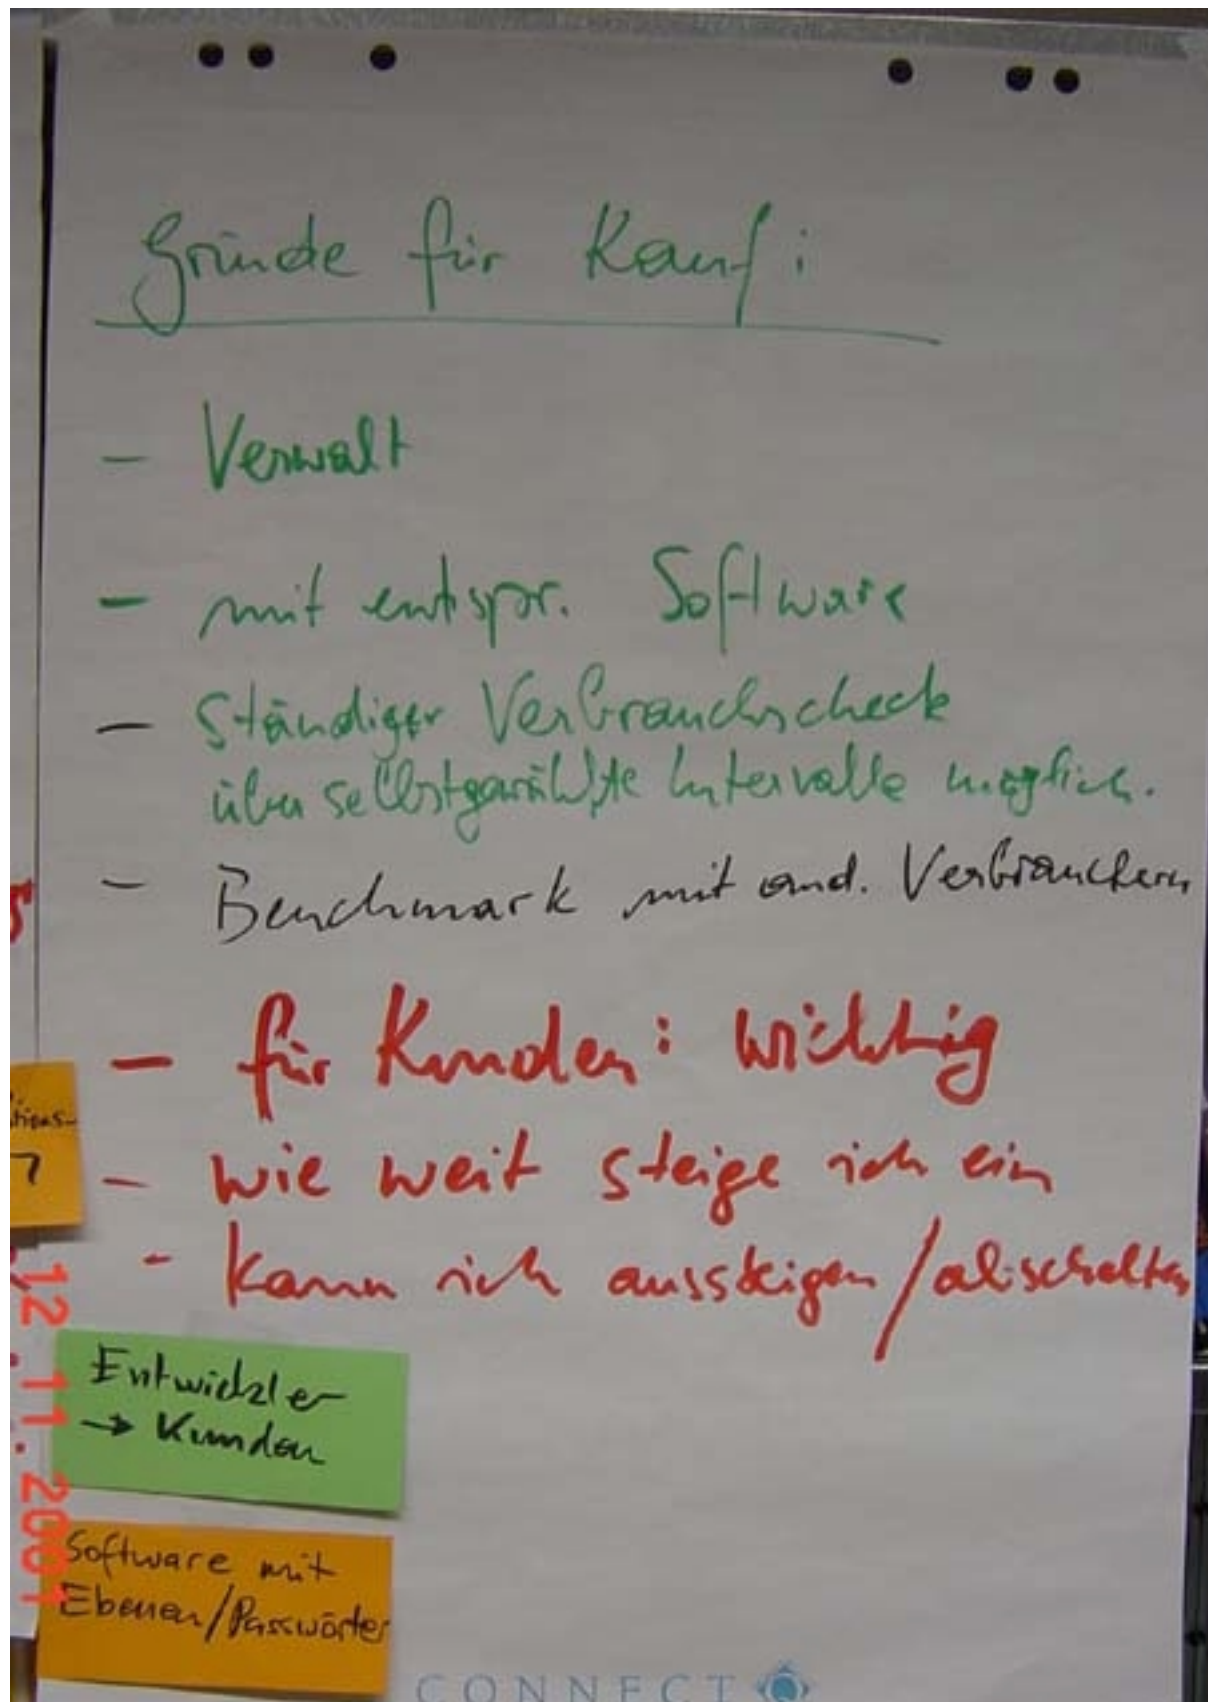 Gründe für Kauf:
- Verwalt
- mit entspr. Software
- Ständiger Verbrauchscheck
über selbstgewählte Intervalle möglich.
- Benchmark mit and. Verbrauchern
- für Kunden: wichtig
- wie weit steige ich ein
- kann ich aussteigen/abschalten
tions-
Entwickler
→ Kunden
Software mit
Ebenen/Passwörter
12.11.2001
CONNECT